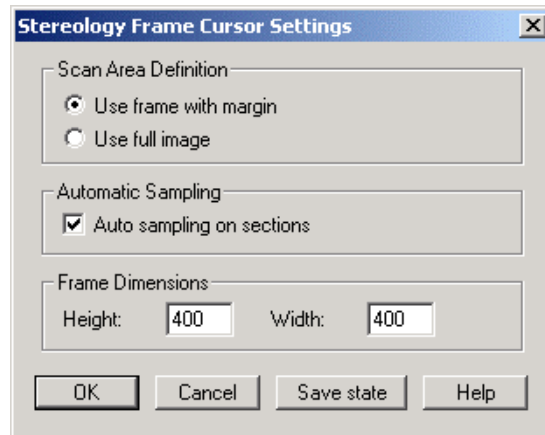 Stereology Frame Cursor Settings
Scan Area Definition
Use frame with margin
Use full image
Automatic Sampling
Auto sampling on sections
Frame Dimensions
Height: 400 Width: 400
OK Cancel Save state Help